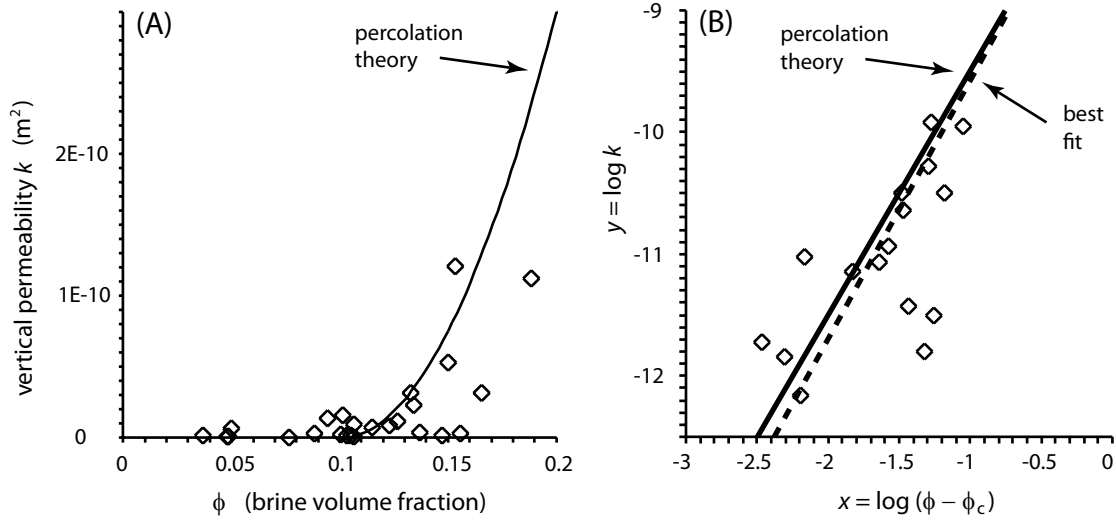 (A)
percolation
theory
vertical permeability k (m²)
2E-10
1E-10
0
0 0.05 0.1 0.15 0.2
ϕ (brine volume fraction)
(B)
percolation
theory
best
fit
y = log k
-9
-10
-11
-12
-3 -2.5 -2 -1.5 -1 -0.5 0
x = log (ϕ − ϕc)